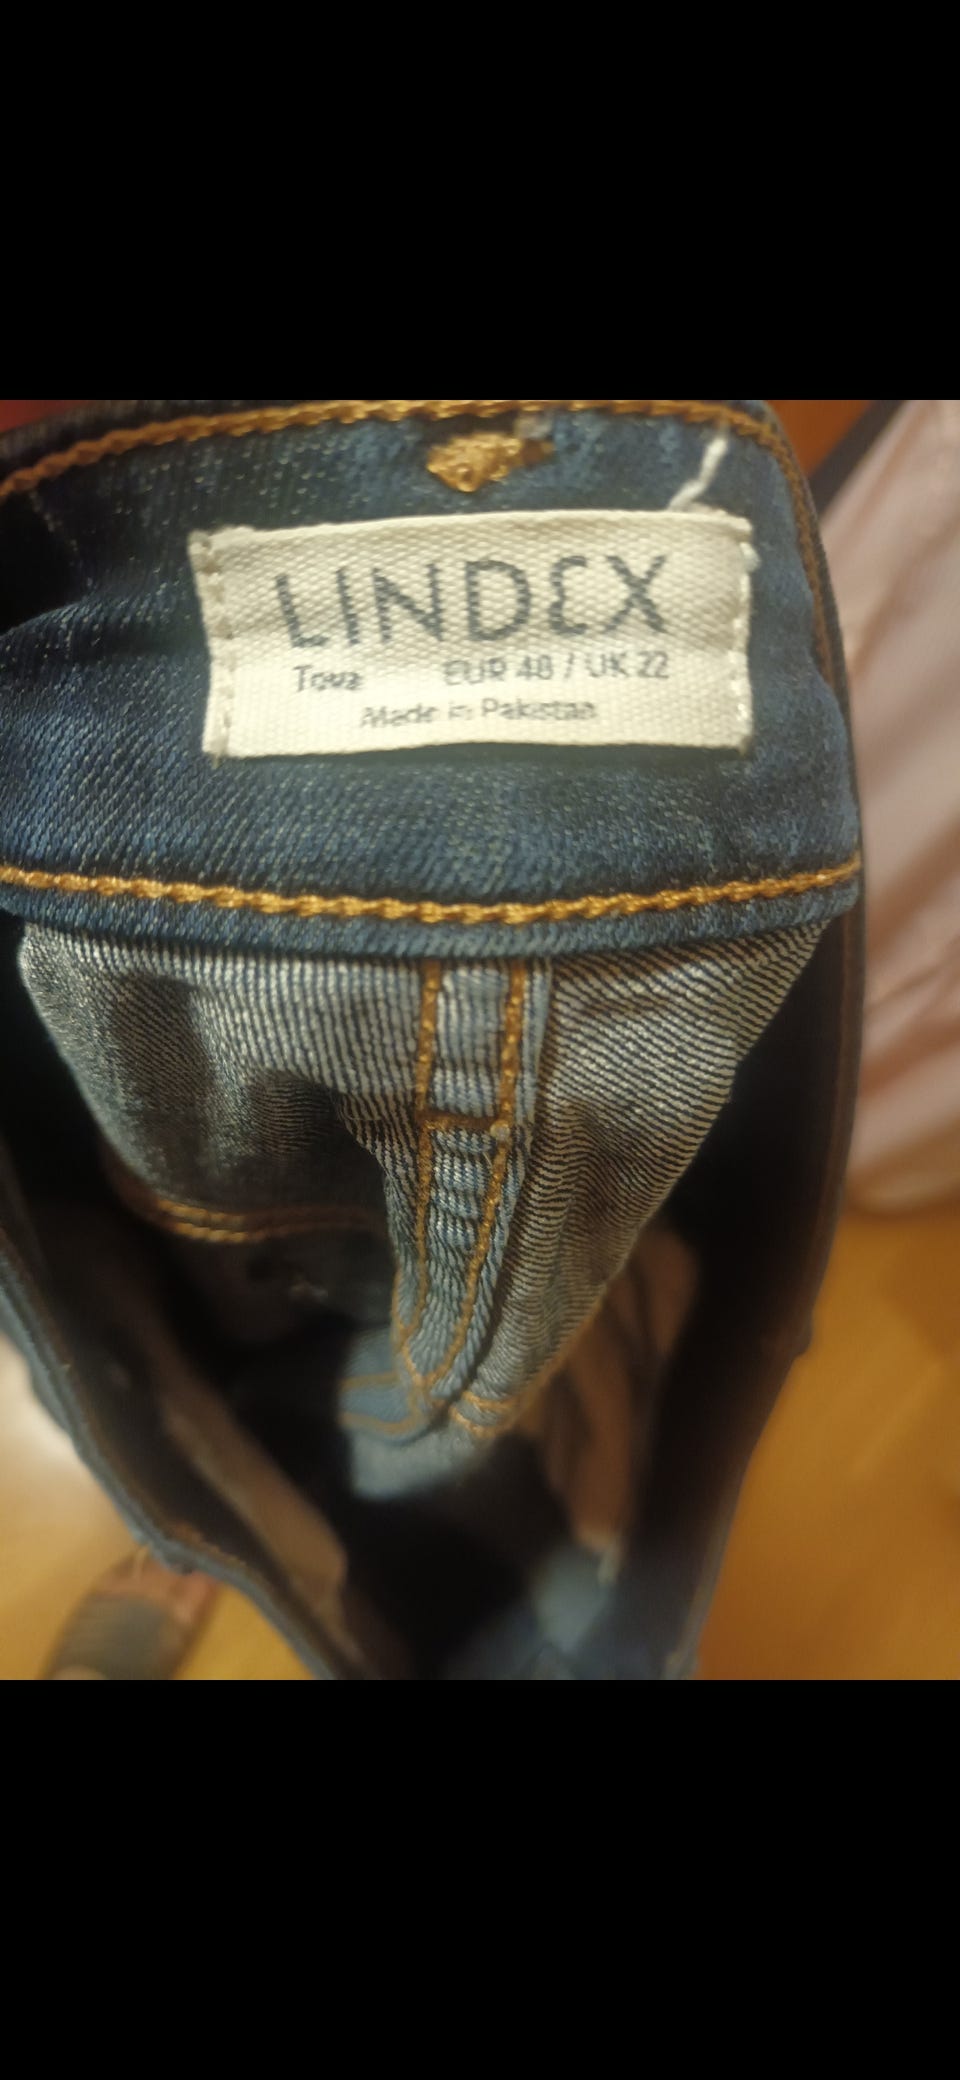 LINDEX
Tova EUR 48 / UK 22
Made in Pakistan